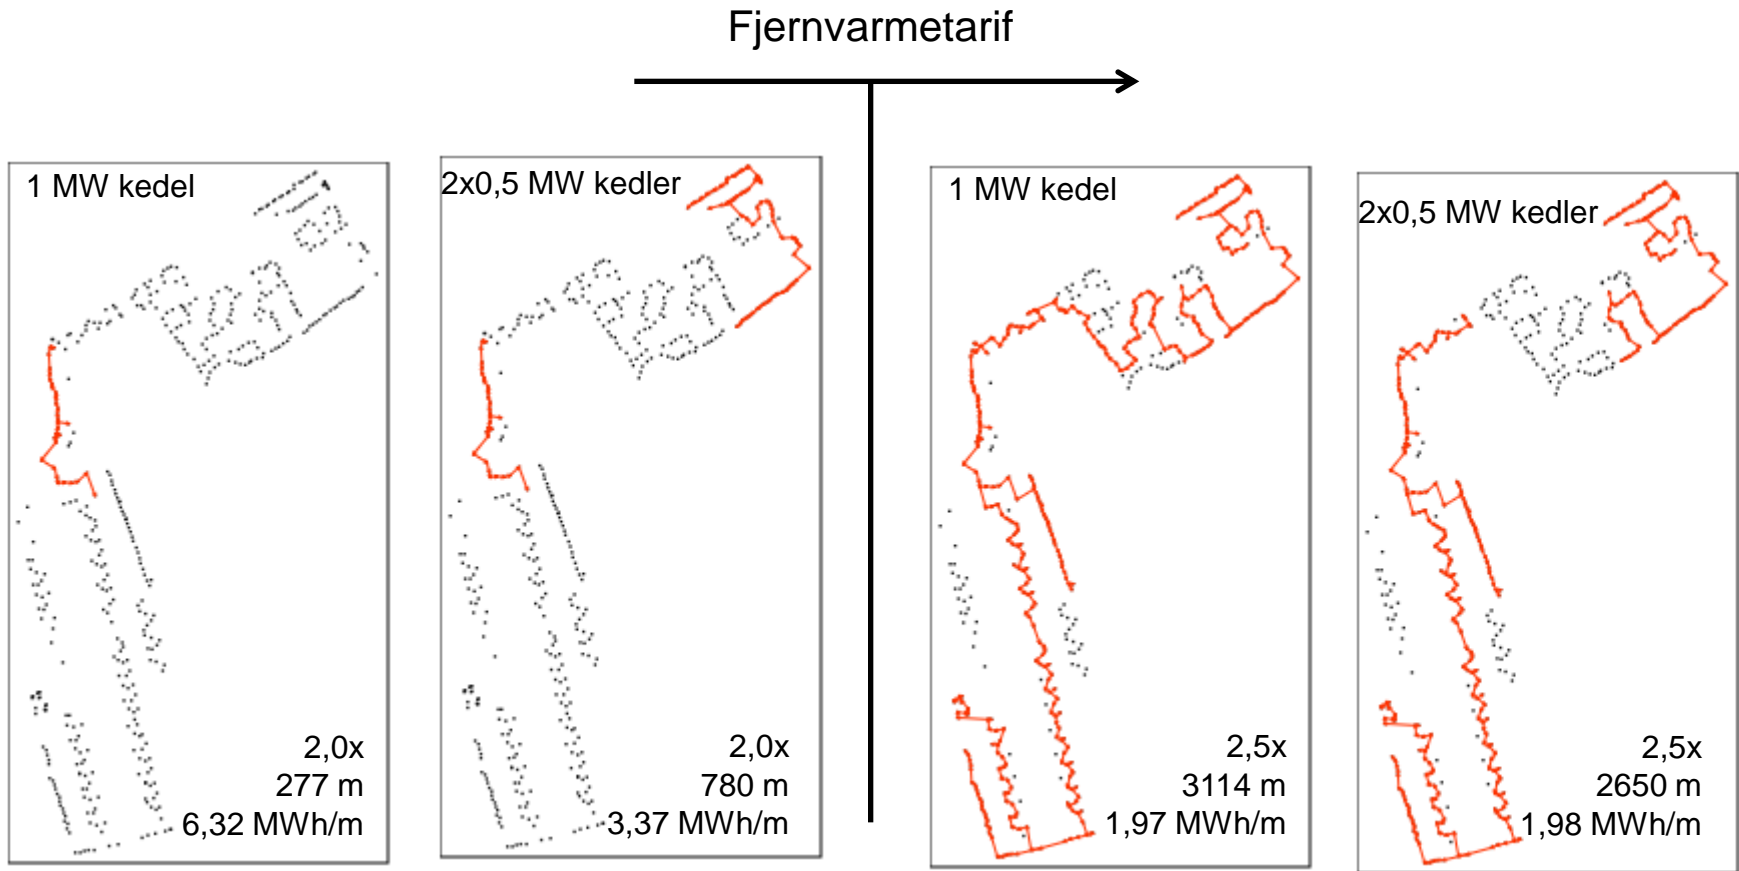 Fjernvarmetarif
1 MW kedel
2,0x
277 m
6,32 MWh/m
2x0,5 MW kedler
2,0x
780 m
3,37 MWh/m
1 MW kedel
2,5x
3114 m
1,97 MWh/m
2x0,5 MW kedler
2,5x
2650 m
1,98 MWh/m